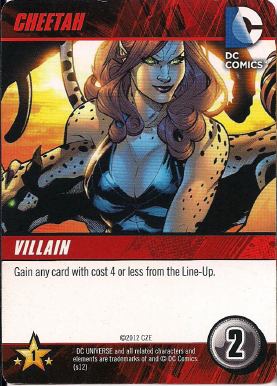 CHEETAH
DC
DC
COMICS
VILLAIN
Gain any card with cost 4 or less from the Line-Up.
©2012 CZE
1
DC UNIVERSE and all related characters and
elements are trademarks of and © DC Comics
(s12)
2